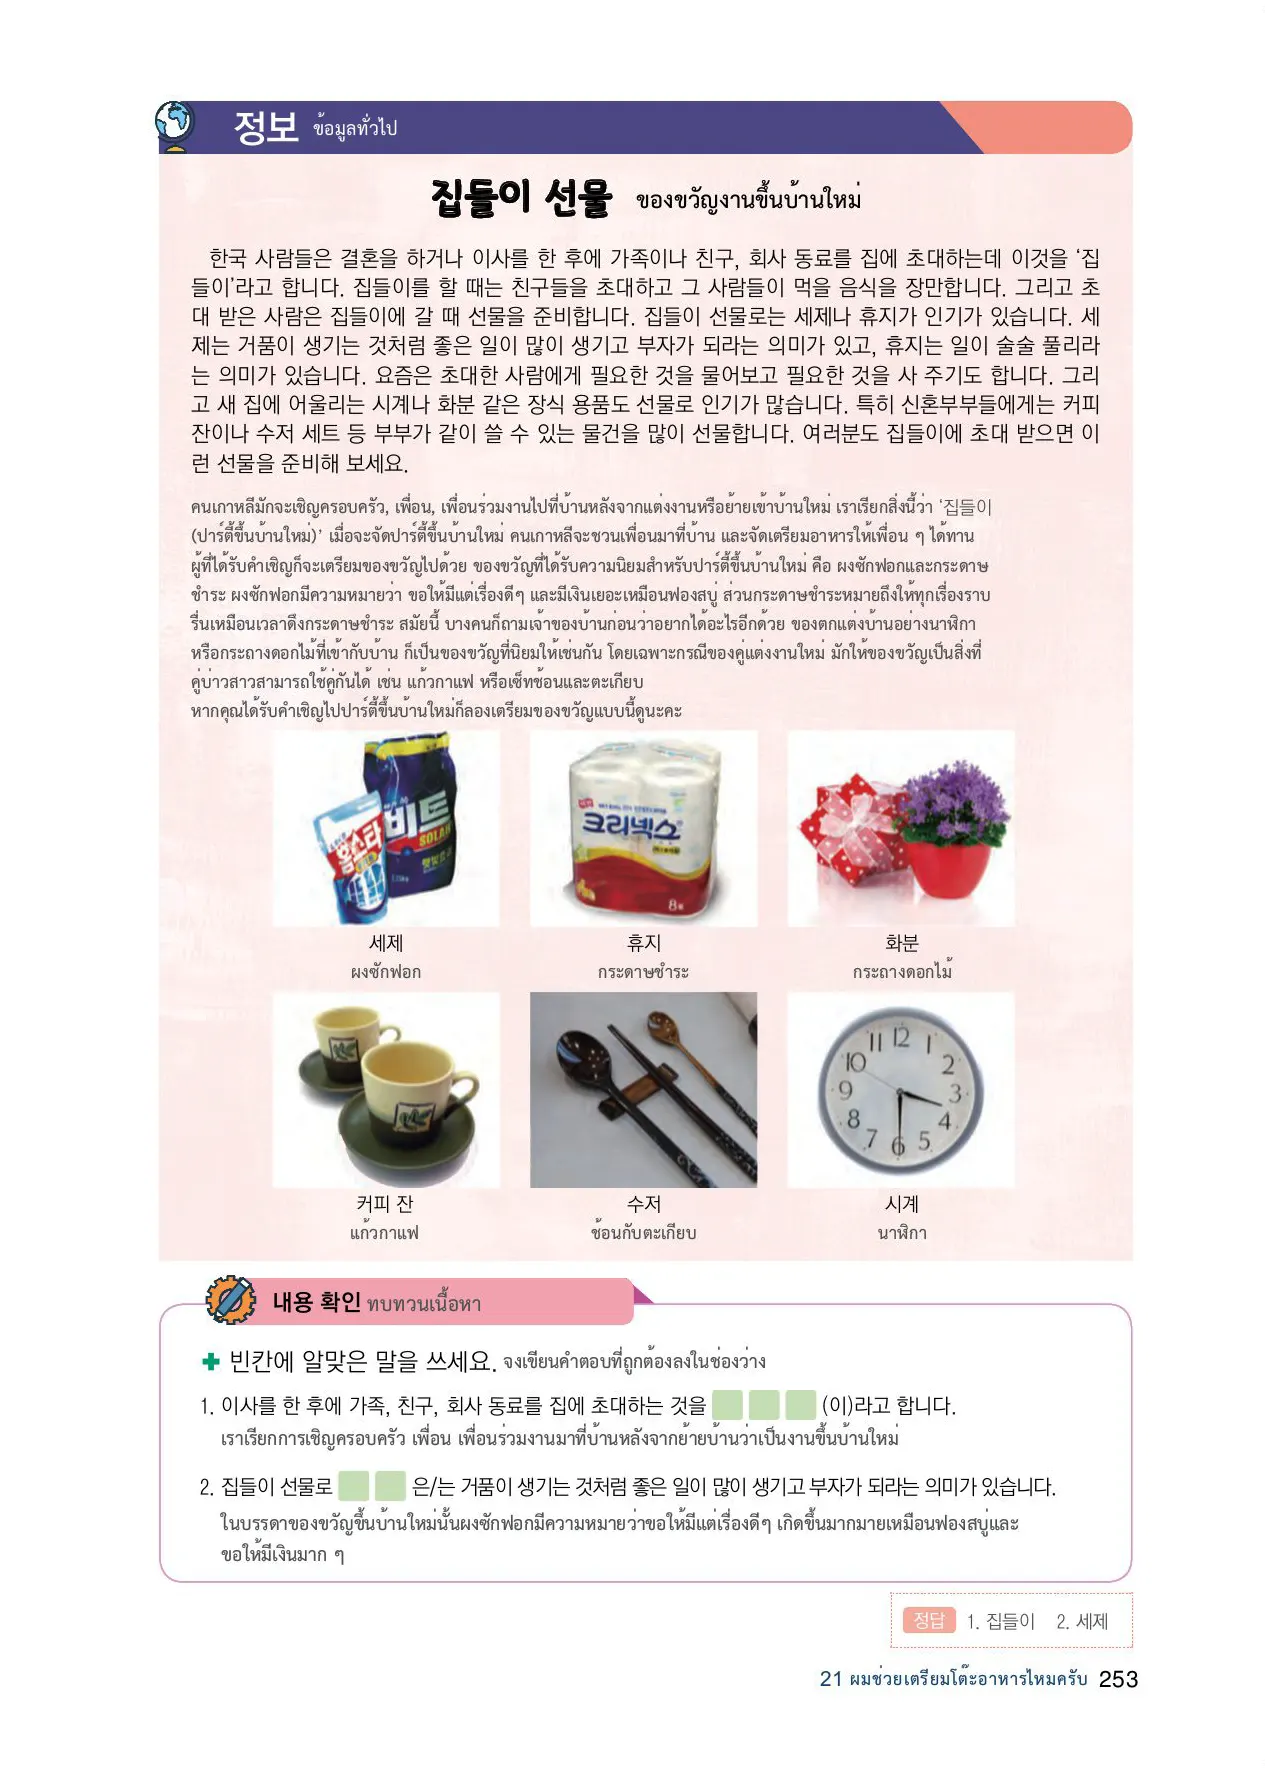 정보 ข้อมูลทั่วไป
집들이 선물 ของขวัญงานขึ้นบ้านใหม่
한국 사람들은 결혼을 하거나 이사를 한 후에 가족이나 친구, 회사 동료를 집에 초대하는데 이것을 ‘집
들이’라고 합니다. 집들이를 할 때는 친구들을 초대하고 그 사람들이 먹을 음식을 장만합니다. 그리고 초
대 받은 사람은 집들이에 갈 때 선물을 준비합니다. 집들이 선물로는 세제나 휴지가 인기가 있습니다. 세
제는 거품이 생기는 것처럼 좋은 일이 많이 생기고 부자가 되라는 의미가 있고, 휴지는 일이 술술 풀리라
는 의미가 있습니다. 요즘은 초대한 사람에게 필요한 것을 물어보고 필요한 것을 사 주기도 합니다. 그리
고 새 집에 어울리는 시계나 화분 같은 장식 용품도 선물로 인기가 많습니다. 특히 신혼부부들에게는 커피
잔이나 수저 세트 등 부부가 같이 쓸 수 있는 물건을 많이 선물합니다. 여러분도 집들이에 초대 받으면 이
런 선물을 준비해 보세요.
คนเกาหลีมักจะเชิญครอบครัว, เพื่อน, เพื่อนร่วมงานไปที่บ้านหลังจากแต่งงานหรือย้ายเข้าบ้านใหม่ เราเรียกสิ่งนี้ว่า ‘집들이
(ปาร์ตี้ขึ้นบ้านใหม่)’ เมื่อจะจัดปาร์ตี้ขึ้นบ้านใหม่ คนเกาหลีจะชวนเพื่อนมาที่บ้าน และจัดเตรียมอาหารให้เพื่อน ๆ ได้ทาน
ผู้ที่ได้รับคำเชิญก็จะเตรียมของขวัญไปด้วย ของขวัญที่ได้รับความนิยมสำหรับปาร์ตี้ขึ้นบ้านใหม่ คือ ผงซักฟอกและกระดาษ
ชำระ ผงซักฟอกมีความหมายว่า ขอให้มีแต่เรื่องดีๆ และมีเงินเยอะเหมือนฟองสบู่ ส่วนกระดาษชำระหมายถึงให้ทุกเรื่องราบ
รื่นเหมือนเวลาดึงกระดาษชำระ สมัยนี้ บางคนก็ถามเจ้าของบ้านก่อนว่าอยากได้อะไรอีกด้วย ของตกแต่งบ้านอย่างนาฬิกา
หรือกระถางดอกไม้ที่เข้ากับบ้าน ก็เป็นของขวัญที่นิยมให้เช่นกัน โดยเฉพาะกรณีของคู่แต่งงานใหม่ มักให้ของขวัญเป็นสิ่งที่
คู่บ่าวสาวสามารถใช้คู่กันได้ เช่น แก้วกาแฟ หรือเซ็ทช้อนและตะเกียบ
หากคุณได้รับคำเชิญไปปาร์ตี้ขึ้นบ้านใหม่ก็ลองเตรียมของขวัญแบบนี้ดูนะคะ
홈스타 비트 SOLAR
크리넥스
8
세제 휴지 화분
ผงซักฟอก กระดาษชำระ กระถางดอกไม้
12 1 2 3 4 5 6 7 8 9 10 11
커피 잔 수저 시계
แก้วกาแฟ ช้อนกับตะเกียบ นาฬิกา
내용 확인 ทบทวนเนื้อหา
빈칸에 알맞은 말을 쓰세요. จงเขียนคำตอบที่ถูกต้องลงในช่องว่าง
1. 이사를 한 후에 가족, 친구, 회사 동료를 집에 초대하는 것을 (이)라고 합니다.
เราเรียกการเชิญครอบครัว เพื่อน เพื่อนร่วมงานมาที่บ้านหลังจากย้ายบ้านว่าเป็นงานขึ้นบ้านใหม่
2. 집들이 선물로 은/는 거품이 생기는 것처럼 좋은 일이 많이 생기고 부자가 되라는 의미가 있습니다.
ในบรรดาของขวัญขึ้นบ้านใหม่นั้นผงซักฟอกมีความหมายว่าขอให้มีแต่เรื่องดีๆ เกิดขึ้นมากมายเหมือนฟองสบู่และ
ขอให้มีเงินมาก ๆ
정답 1. 집들이 2. 세제
21 ผมช่วยเตรียมโต๊ะอาหารไหมครับ 253